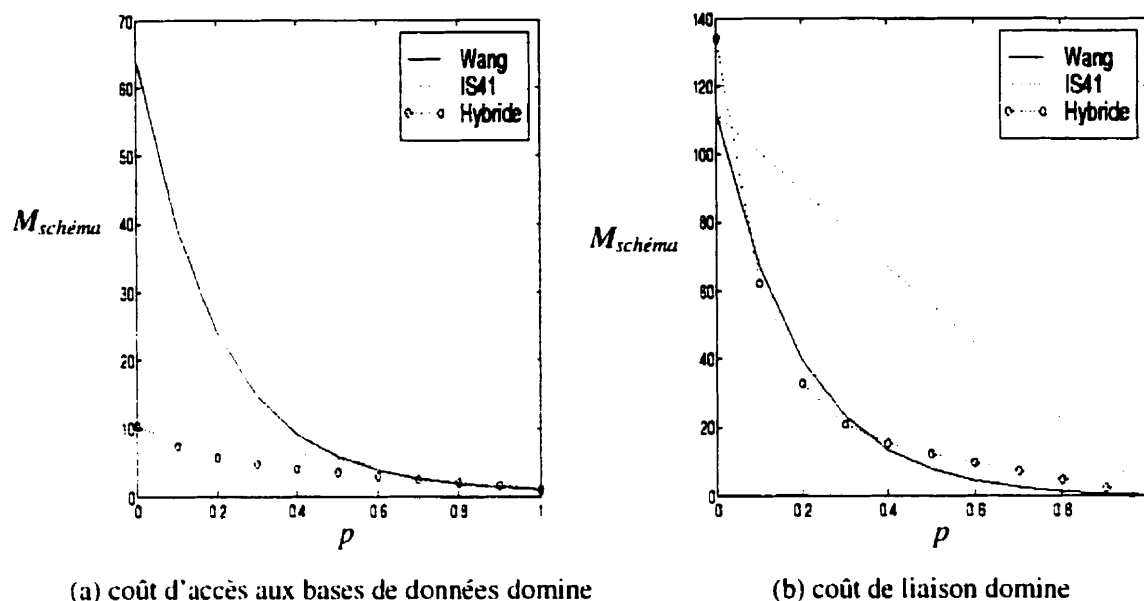 70
60
50
40
30
20
10
0
0
0.2
0.4
0.6
0.8
1
M schéma
p
Wang
IS41
Hybride
140
120
100
80
60
40
20
0
0
0.2
0.4
0.6
0.8
M schéma
p
Wang
IS41
Hybride
(a) coût d'accès aux bases de données domine
(b) coût de liaison domine